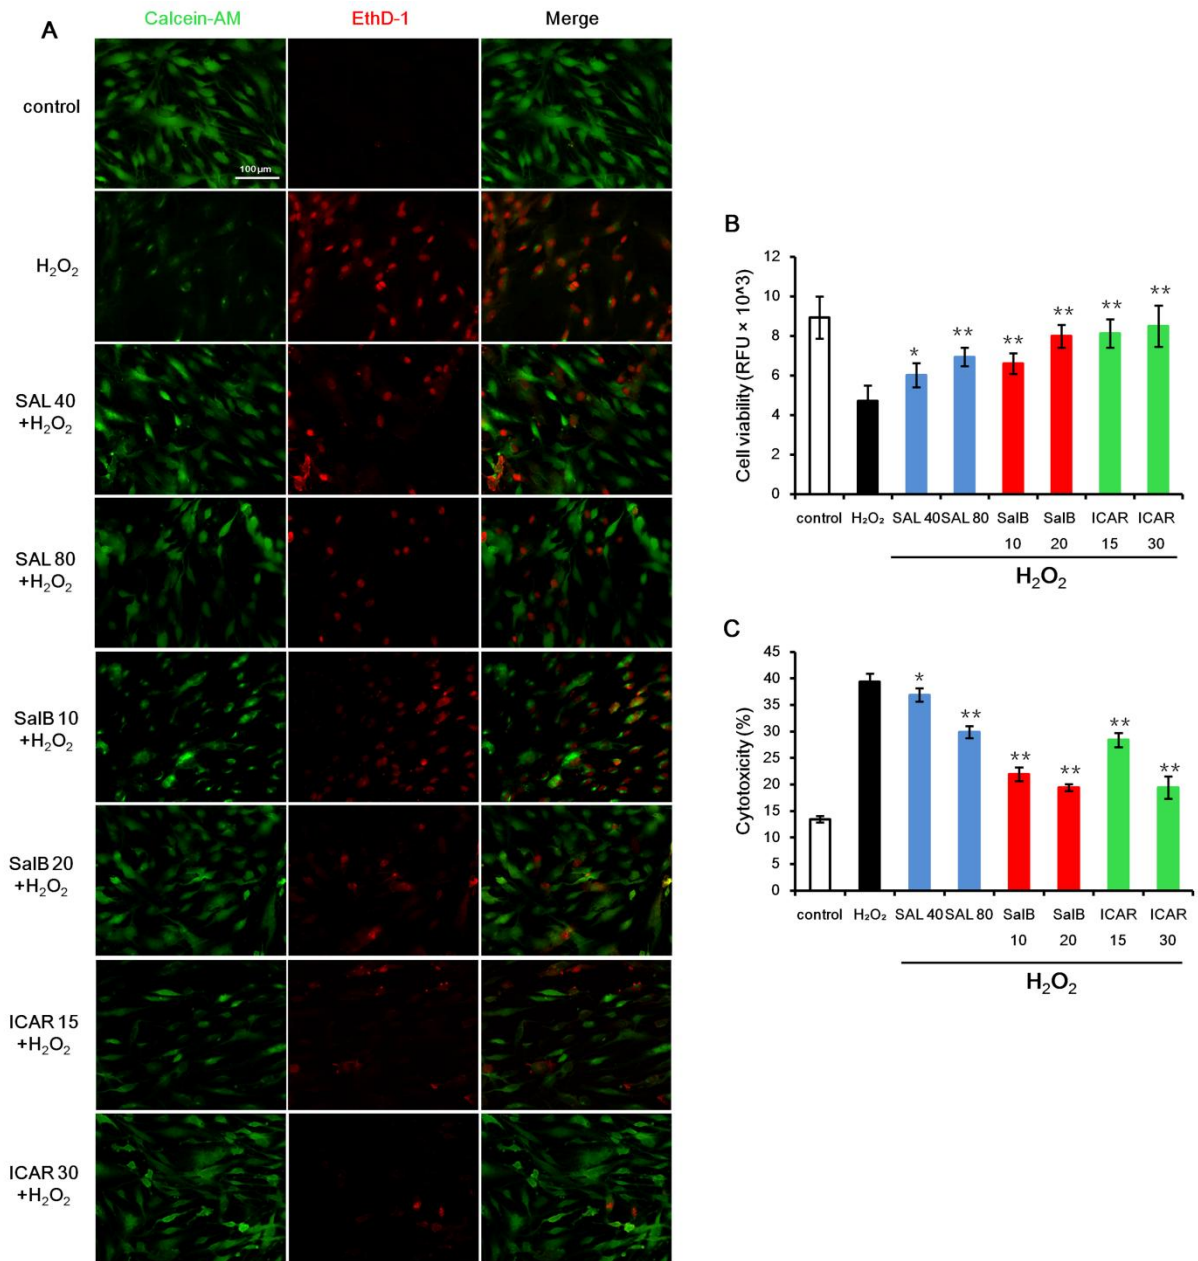 A
Calcein-AM EthD-1 Merge
control
100 µm
H₂O₂
SAL 40
+H₂O₂
SAL 80
+H₂O₂
SalB 10
+H₂O₂
SalB 20
+H₂O₂
ICAR 15
+H₂O₂
ICAR 30
+H₂O₂
B
Cell viability (RFU × 10^3)
14
12
10
8
6
4
2
0
* ** ** ** ** **
control H₂O₂ SAL 40 SAL 80 SalB SalB ICAR ICAR
10 20 15 30
H₂O₂
C
Cytotoxicity (%)
45
40
35
30
25
20
15
10
5
0
* ** ** ** ** **
control H₂O₂ SAL 40 SAL 80 SalB SalB ICAR ICAR
10 20 15 30
H₂O₂